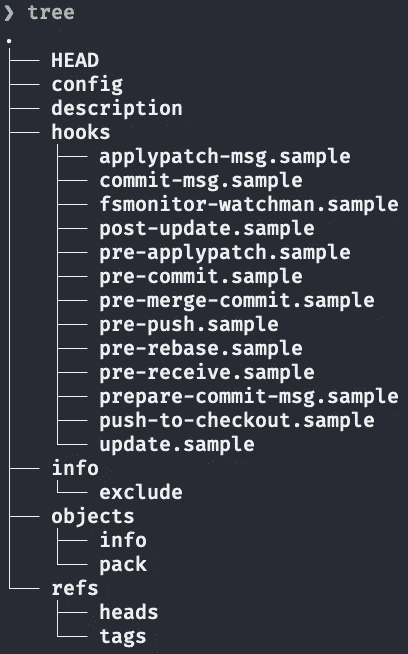 ❯ tree
.
├── HEAD
├── config
├── description
├── hooks
│   ├── applypatch-msg.sample
│   ├── commit-msg.sample
│   ├── fsmonitor-watchman.sample
│   ├── post-update.sample
│   ├── pre-applypatch.sample
│   ├── pre-commit.sample
│   ├── pre-merge-commit.sample
│   ├── pre-push.sample
│   ├── pre-rebase.sample
│   ├── pre-receive.sample
│   ├── prepare-commit-msg.sample
│   ├── push-to-checkout.sample
│   └── update.sample
├── info
│   └── exclude
├── objects
│   ├── info
│   └── pack
└── refs
    ├── heads
    └── tags